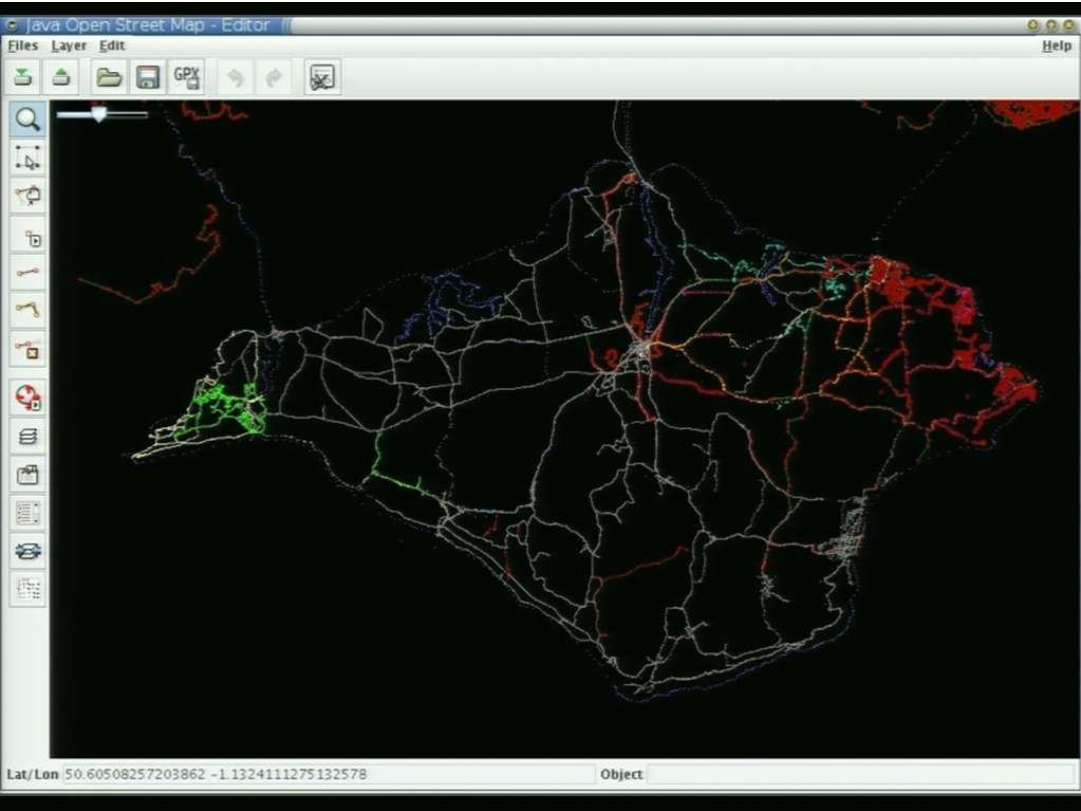 Java Open Street Map - Editor
Files Layer Edit Help
GPX
Lat/Lon 50.60508257203862 -1.1324111275132578 Object